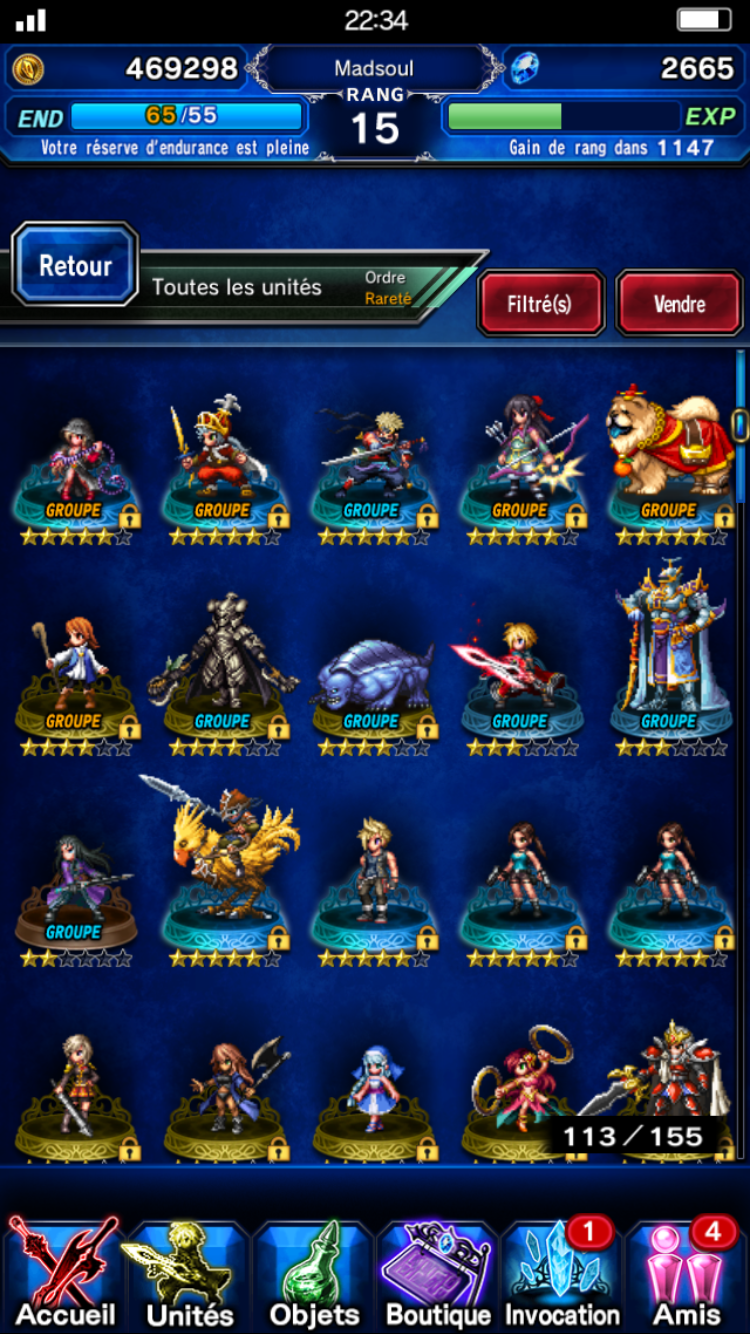 22:34
469298
Madsoul
2665
RANG
15
END
65/55
EXP
Votre réserve d'endurance est pleine
Gain de rang dans 1147
Retour
Toutes les unités
Ordre
Rareté
Filtré(s)
Vendre
GROUPE
GROUPE
GROUPE
GROUPE
GROUPE
GROUPE
GROUPE
GROUPE
GROUPE
GROUPE
GROUPE
113/155
1
4
Accueil
Unités
Objets
Boutique
Invocation
Amis